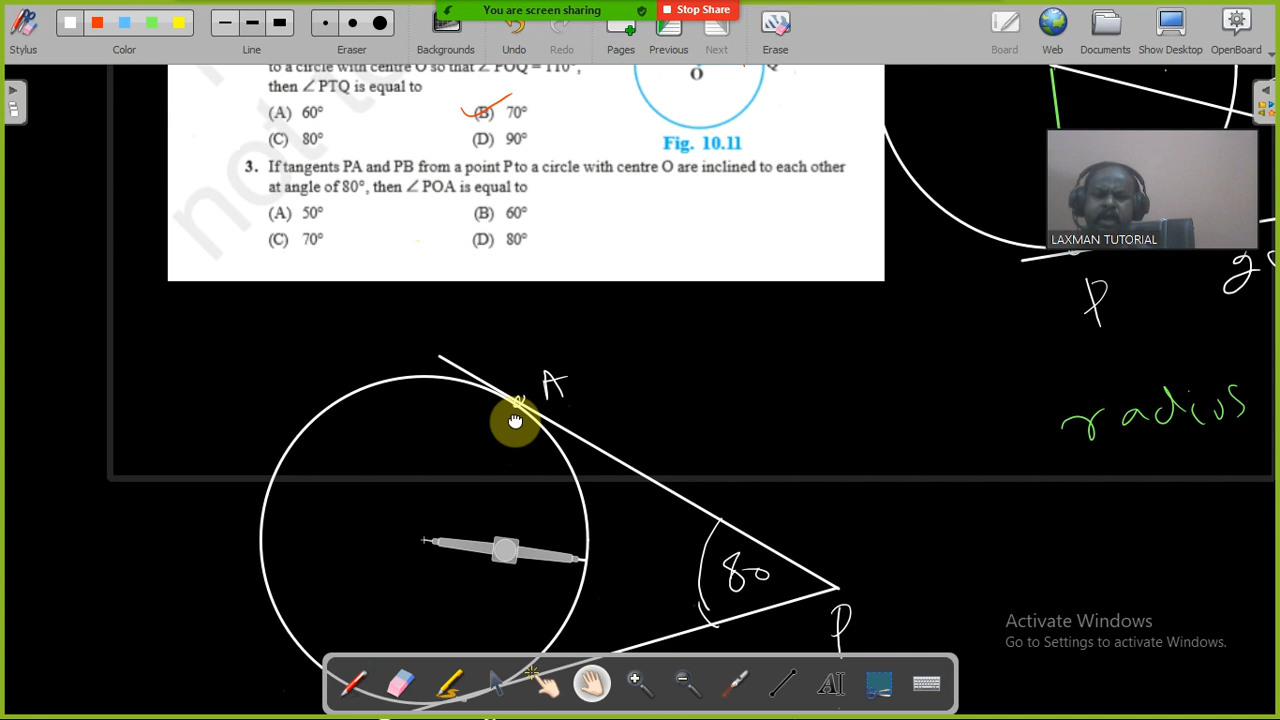 You are screen sharing
Stop Share
Stylus
Color
Line
Eraser
Backgrounds
Undo
Redo
Pages
Previous
Next
Erase
Board
Web
Documents
Show Desktop
OpenBoard
to a circle with centre O so that ∠ POQ = 110°,
then ∠ PTQ is equal to
(A) 60° (B) 70°
(C) 80° (D) 90°
O
Q
Fig. 10.11
3. If tangents PA and PB from a point P to a circle with centre O are inclined to each other
at angle of 80°, then ∠ POA is equal to
(A) 50° (B) 60°
(C) 70° (D) 80°
not to
LAXMAN TUTORIAL
P
radius
A
80
P
Activate Windows
Go to Settings to activate Windows.
AI